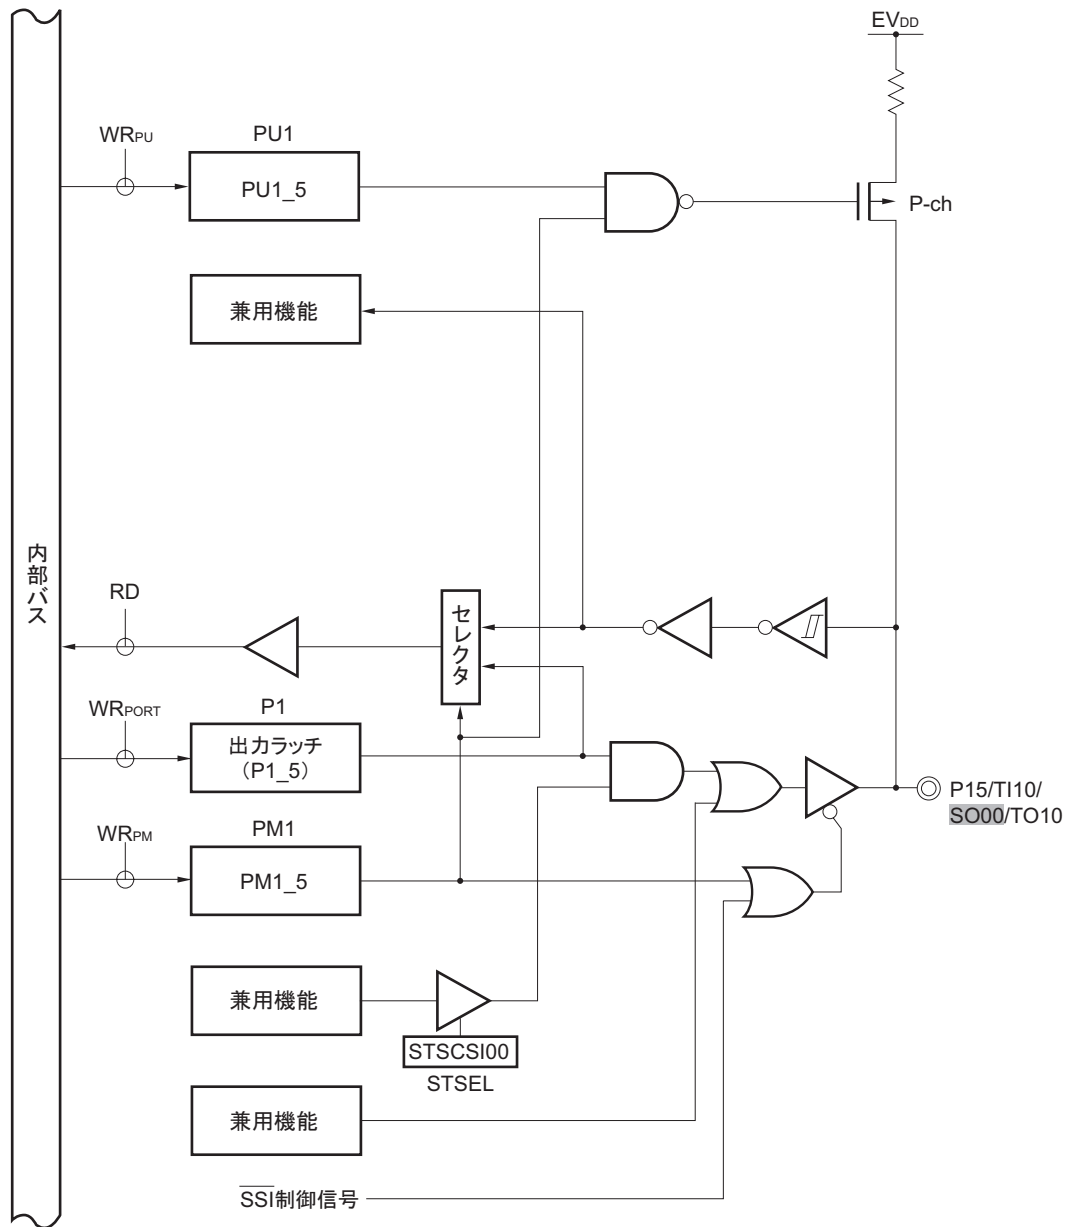 EVDD
WRPU
PU1
PU1_5
P-ch
兼用機能
内部バス
RD
セレクタ
WRPORT
P1
出力ラッチ
(P1_5)
P15/TI10/
SO00/TO10
WRPM
PM1
PM1_5
兼用機能
STSCSI00
STSEL
兼用機能
SSI制御信号